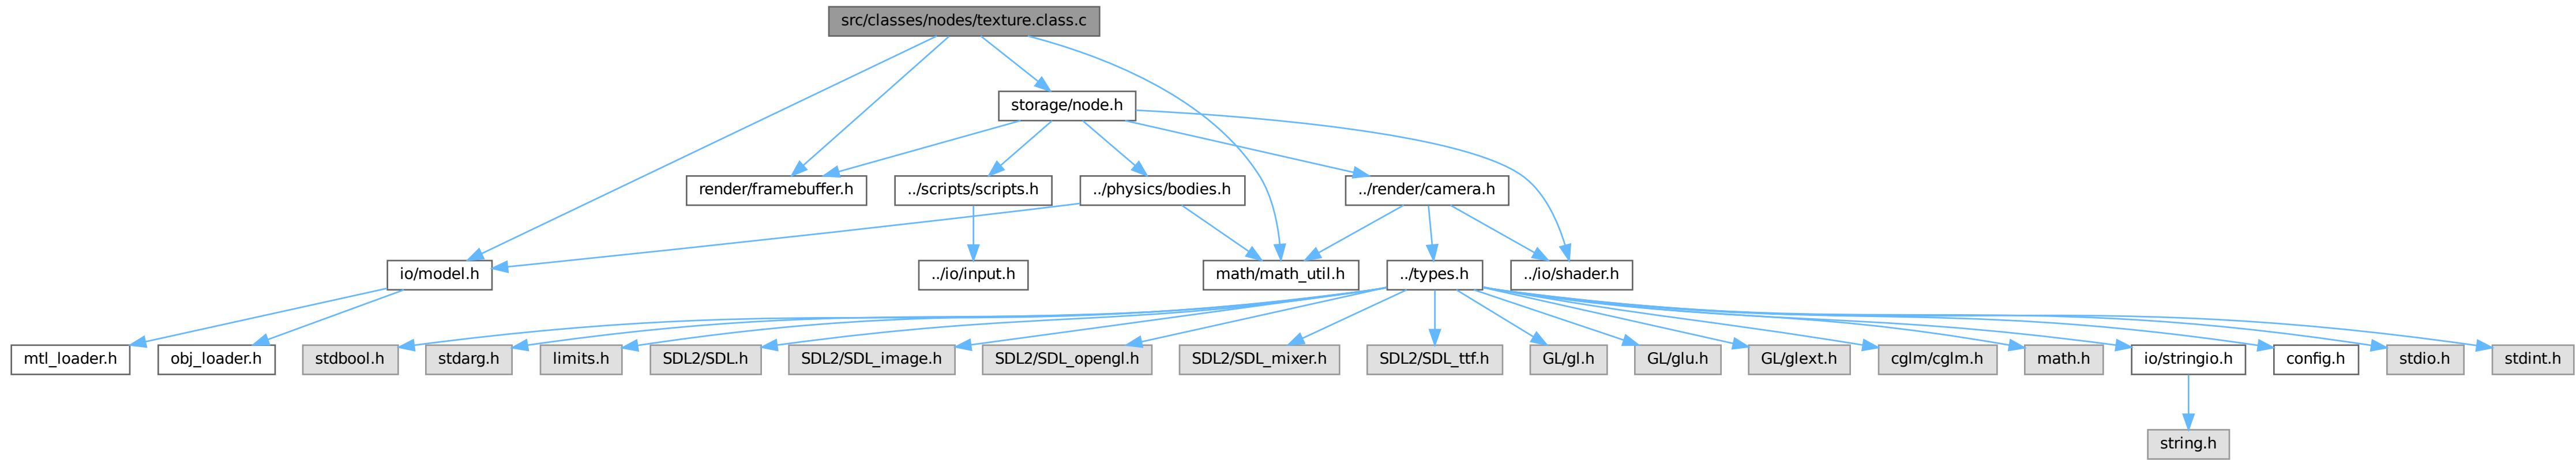 src/classes/nodes/texture.class.c
storage/node.h
render/framebuffer.h
../scripts/scripts.h
../physics/bodies.h
../render/camera.h
io/model.h
../io/input.h
math/math_util.h
../types.h
../io/shader.h
mtl_loader.h
obj_loader.h
stdbool.h
stdarg.h
limits.h
SDL2/SDL.h
SDL2/SDL_image.h
SDL2/SDL_opengl.h
SDL2/SDL_mixer.h
SDL2/SDL_ttf.h
GL/gl.h
GL/glu.h
GL/glext.h
cglm/cglm.h
math.h
io/stringio.h
config.h
stdio.h
stdint.h
string.h